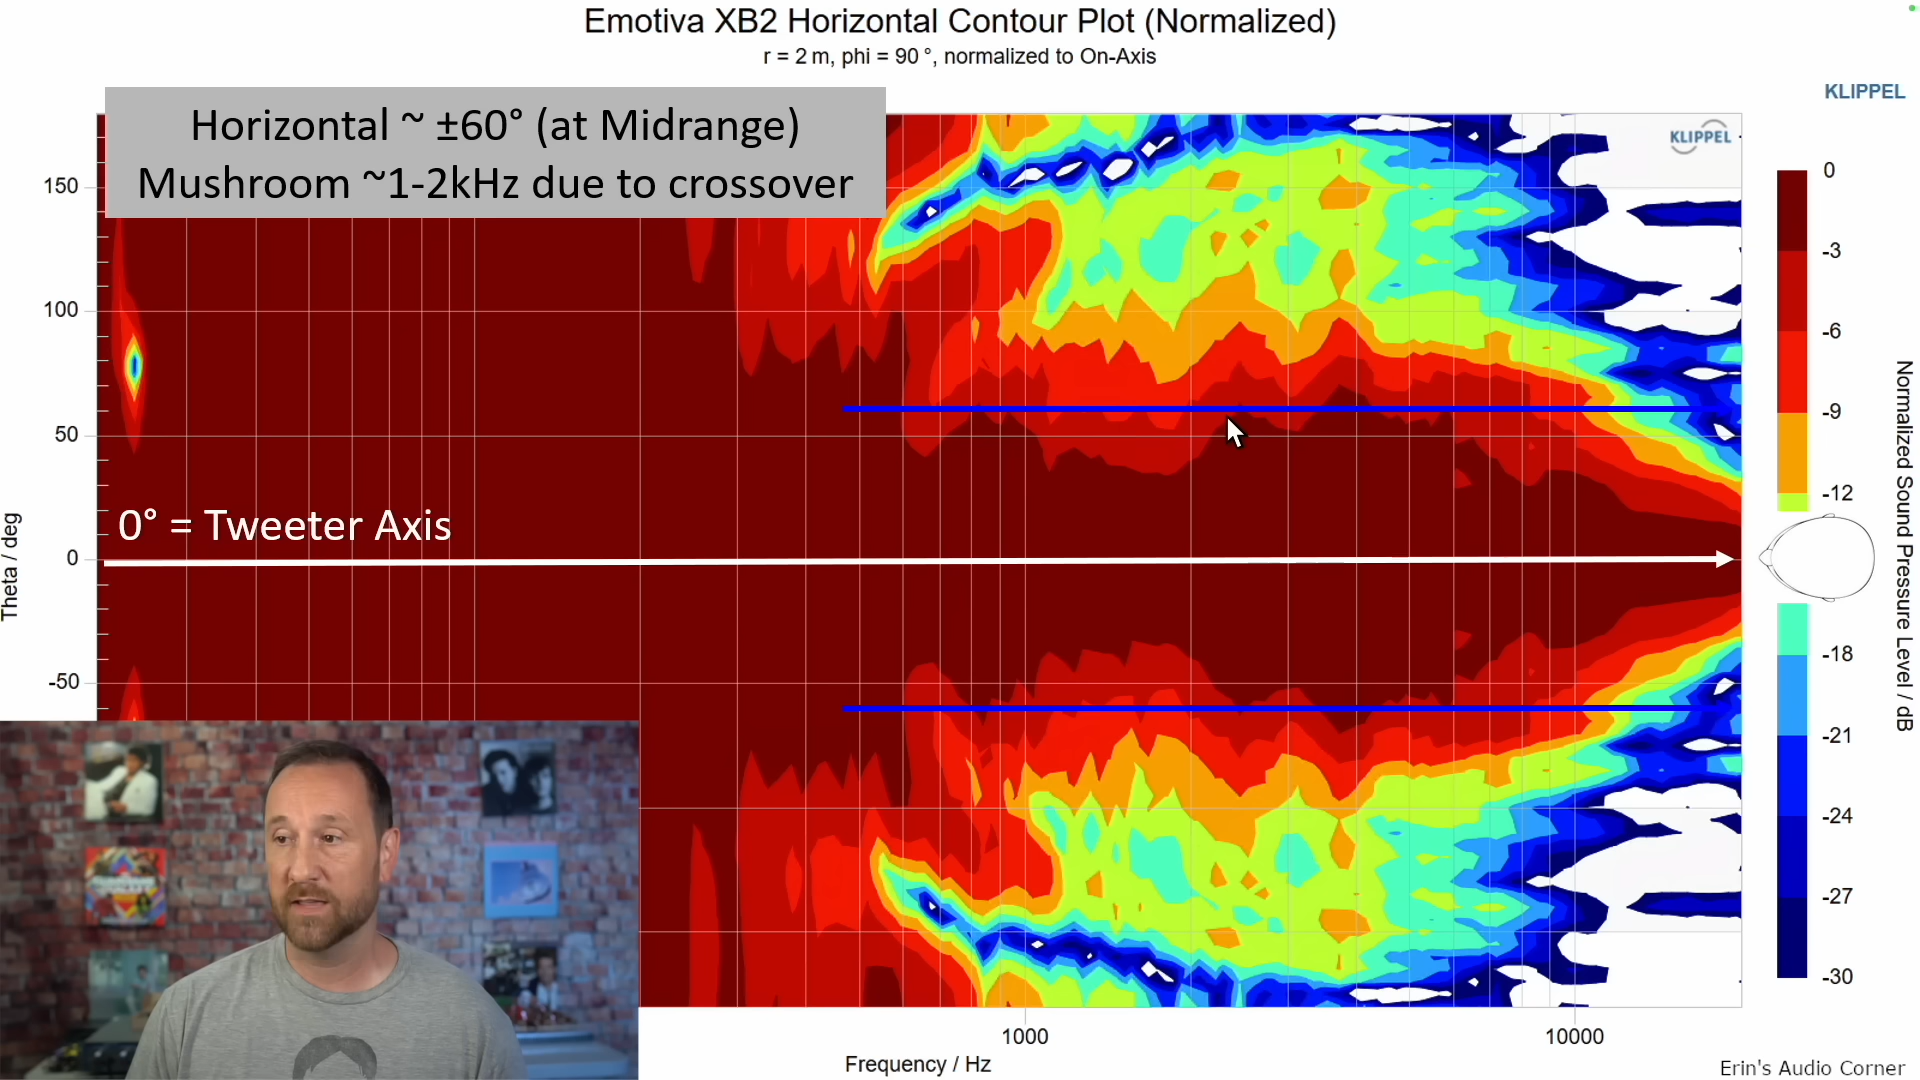 Emotiva XB2 Horizontal Contour Plot (Normalized)
r = 2 m, phi = 90 °, normalized to On-Axis
KLIPPEL
Horizontal ~ ±60° (at Midrange)
Mushroom ~1-2kHz due to crossover
KLIPPEL
150
100
50
0
-50
Theta / deg
0° = Tweeter Axis
0
-3
-6
-9
-12
-18
-21
-24
-27
-30
Normalized Sound Pressure Level / dB
1000
10000
Frequency / Hz
Erin's Audio Corner